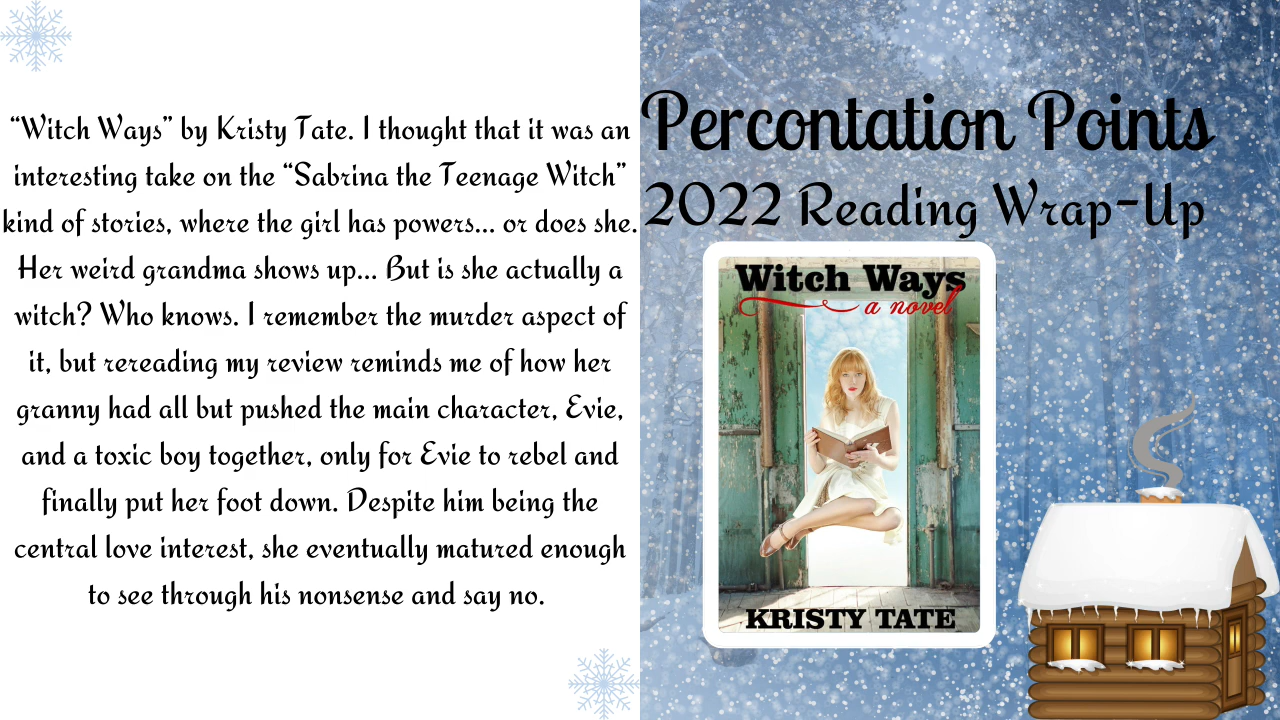 “Witch Ways” by Kristy Tate. I thought that it was an
interesting take on the “Sabrina the Teenage Witch”
kind of stories, where the girl has powers... or does she.
Her weird grandma shows up... But is she actually a
witch? Who knows. I remember the murder aspect of
it, but rereading my review reminds me of how her
granny had all but pushed the main character, Evie,
and a toxic boy together, only for Evie to rebel and
finally put her foot down. Despite him being the
central love interest, she eventually matured enough
to see through his nonsense and say no.
Percontation Points
2022 Reading Wrap-Up
Witch Ways
a novel
KRISTY TATE